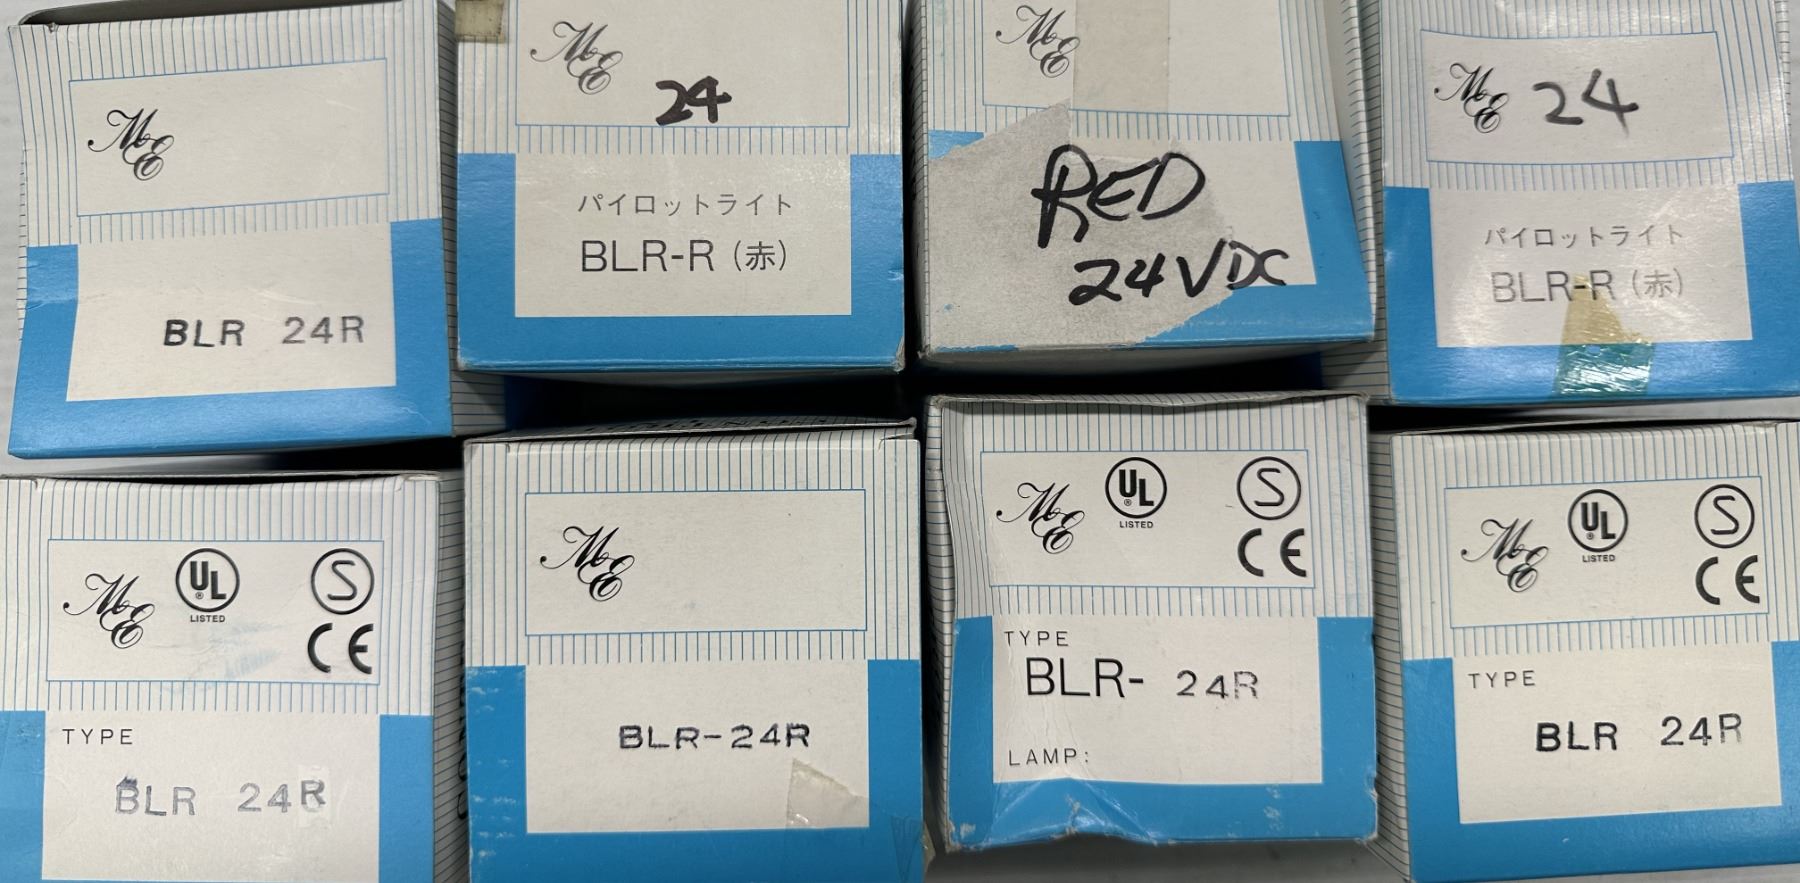 ME
BLR 24R
ME
24
パイロットライト
BLR-R (赤)
ME
RED
24VDC
ME
24
パイロットライト
BLR-R (赤)
ME
UL
®
LISTED
S
CE
TYPE
BLR 24R
ME
BLR-24R
ME
UL
®
LISTED
S
CE
TYPE
BLR- 24R
LAMP:
ME
UL
®
LISTED
S
CE
TYPE
BLR 24R